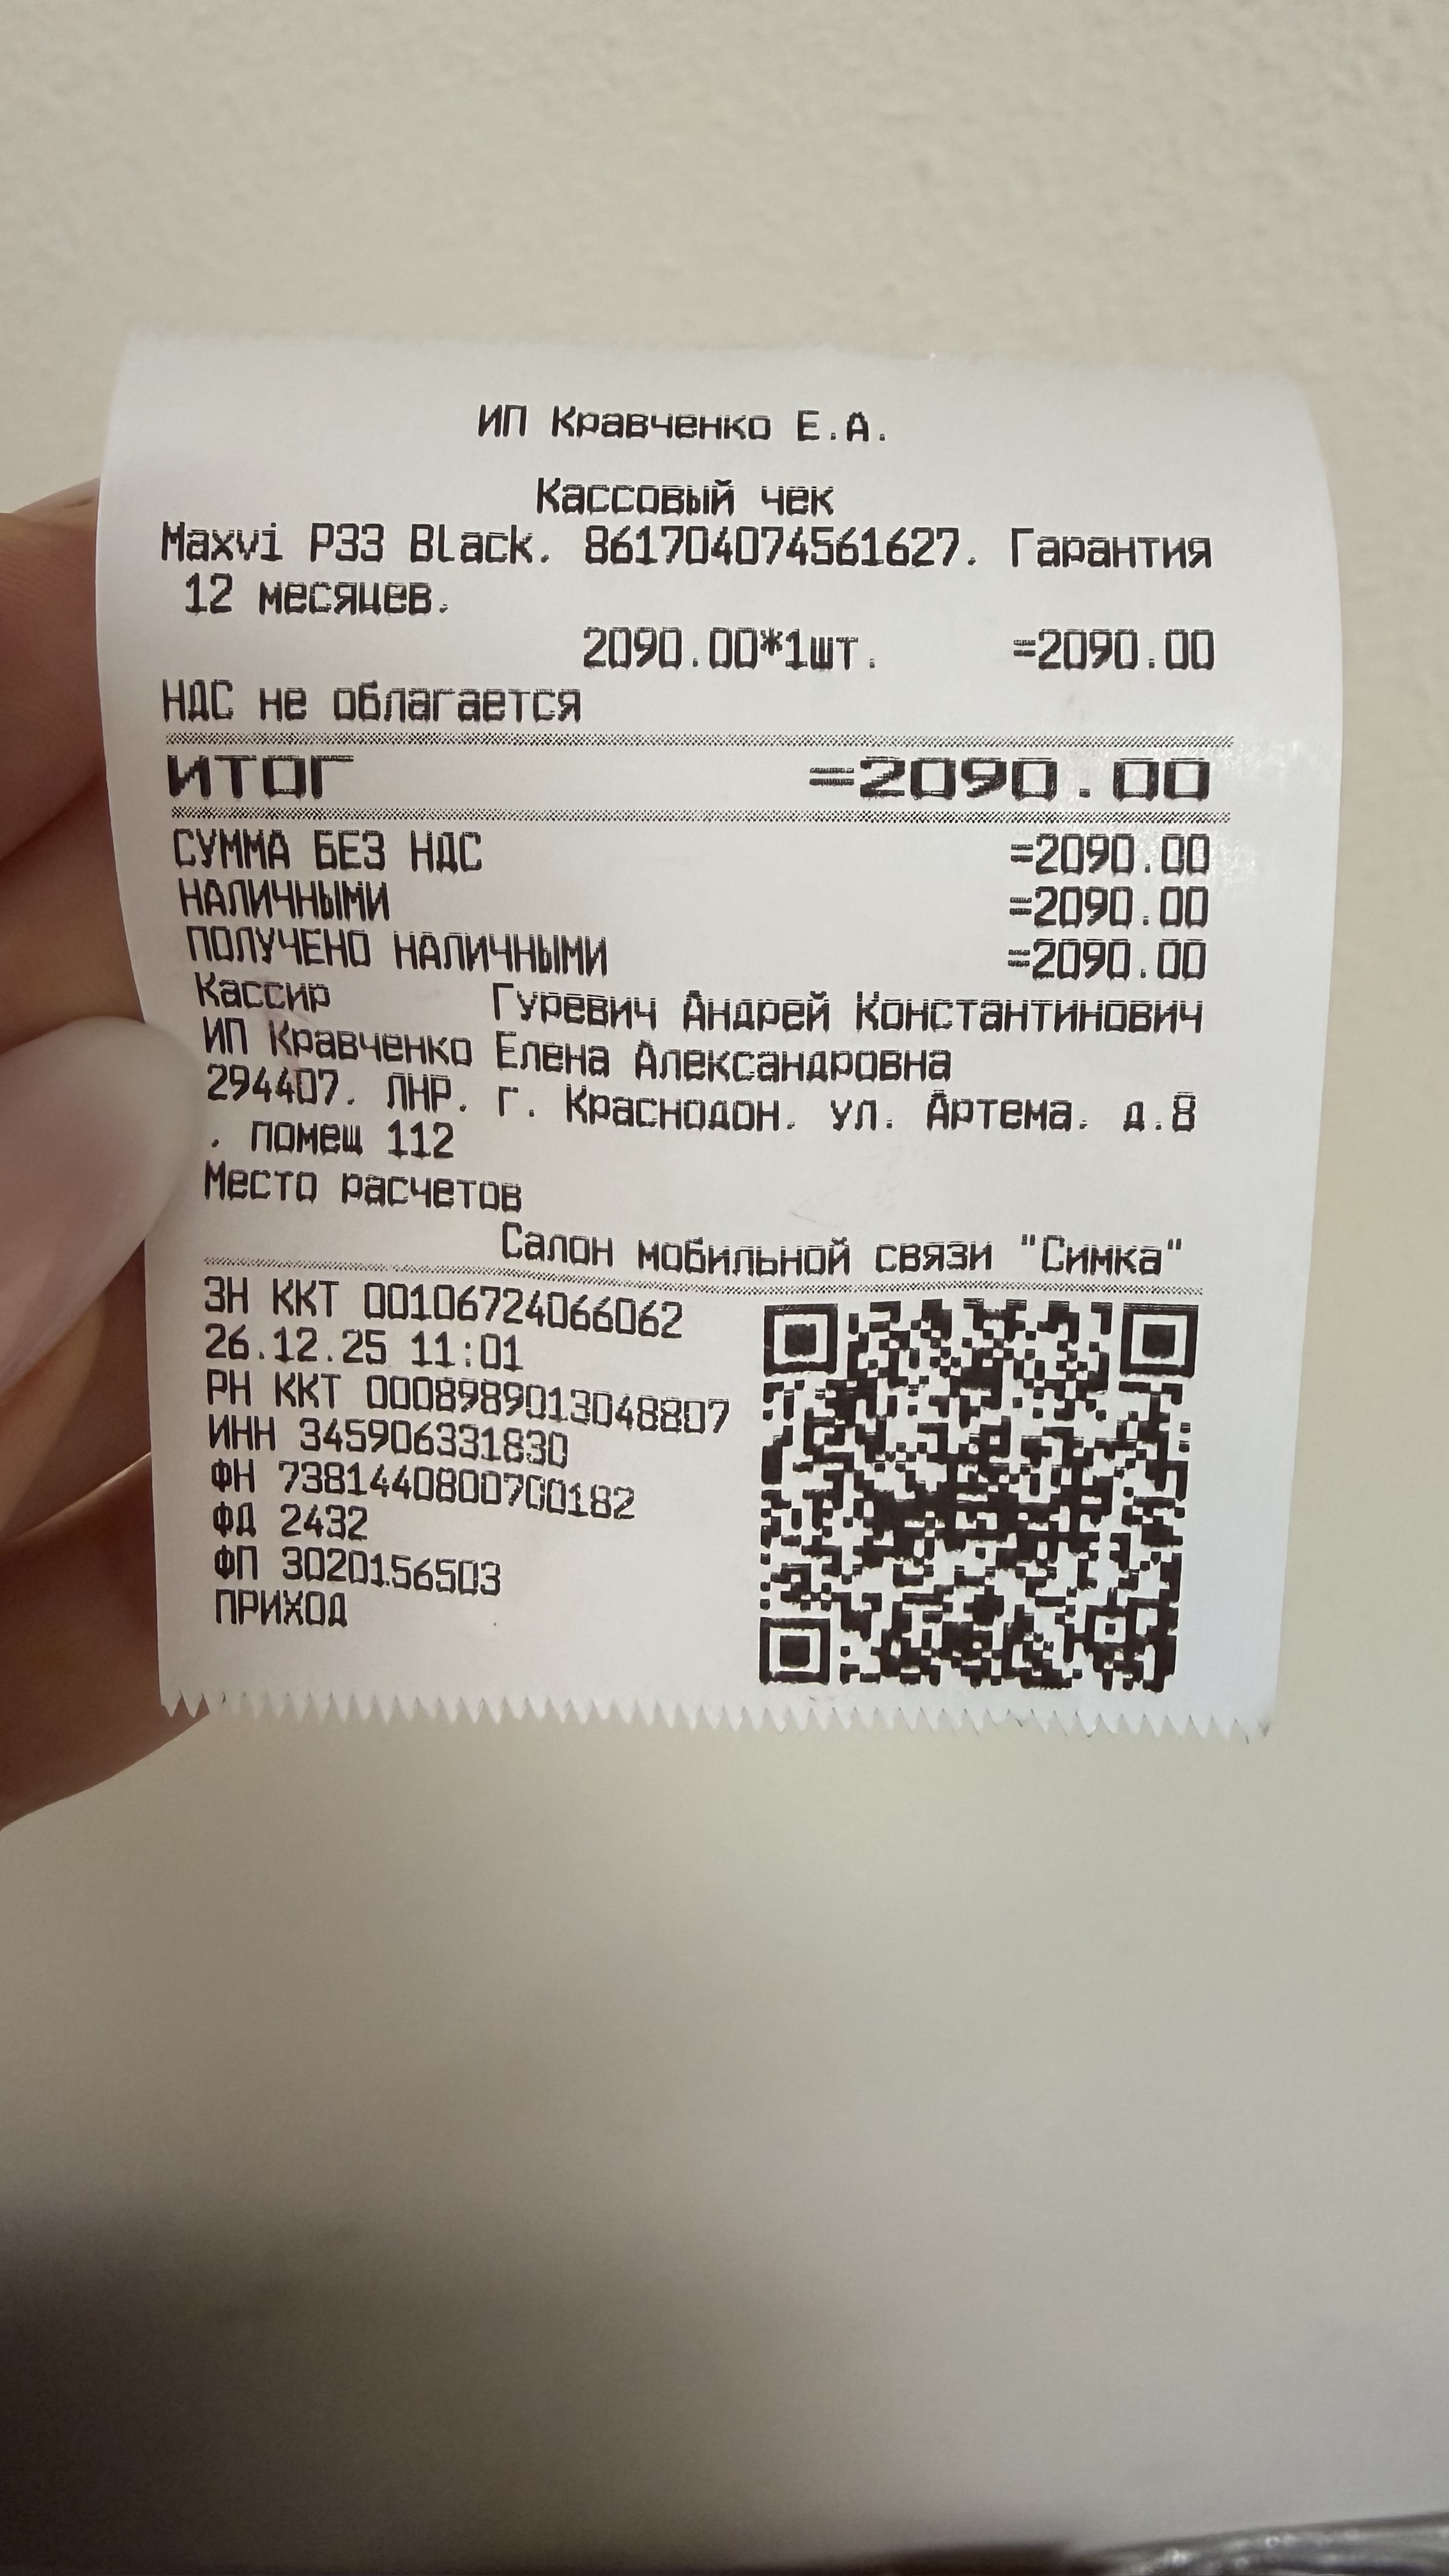 ИП Кравченко Е.А.
Кассовый чек
Maxvi P33 Black. 861704074561627. Гарантия
12 месяцев.
2090.00*1шт. =2090.00
НДС не облагается
ИТОГ =2090.00
СУММА БЕЗ НДС =2090.00
НАЛИЧНЫМИ =2090.00
ПОЛУЧЕНО НАЛИЧНЫМИ =2090.00
Кассир Гуревич Андрей Константинович
ИП Кравченко Елена Александровна
294407. ЛНР. г. Краснодон. ул. Артема. д.8
. помещ 112
Место расчетов
Салон мобильной связи "Симка"
ЗН ККТ 00106724066062
26.12.25 11:01
РН ККТ 0008989013048807
ИНН 345906331830
ФН 7381440800700182
ФД 2432
ФП 3020156503
ПРИХОД